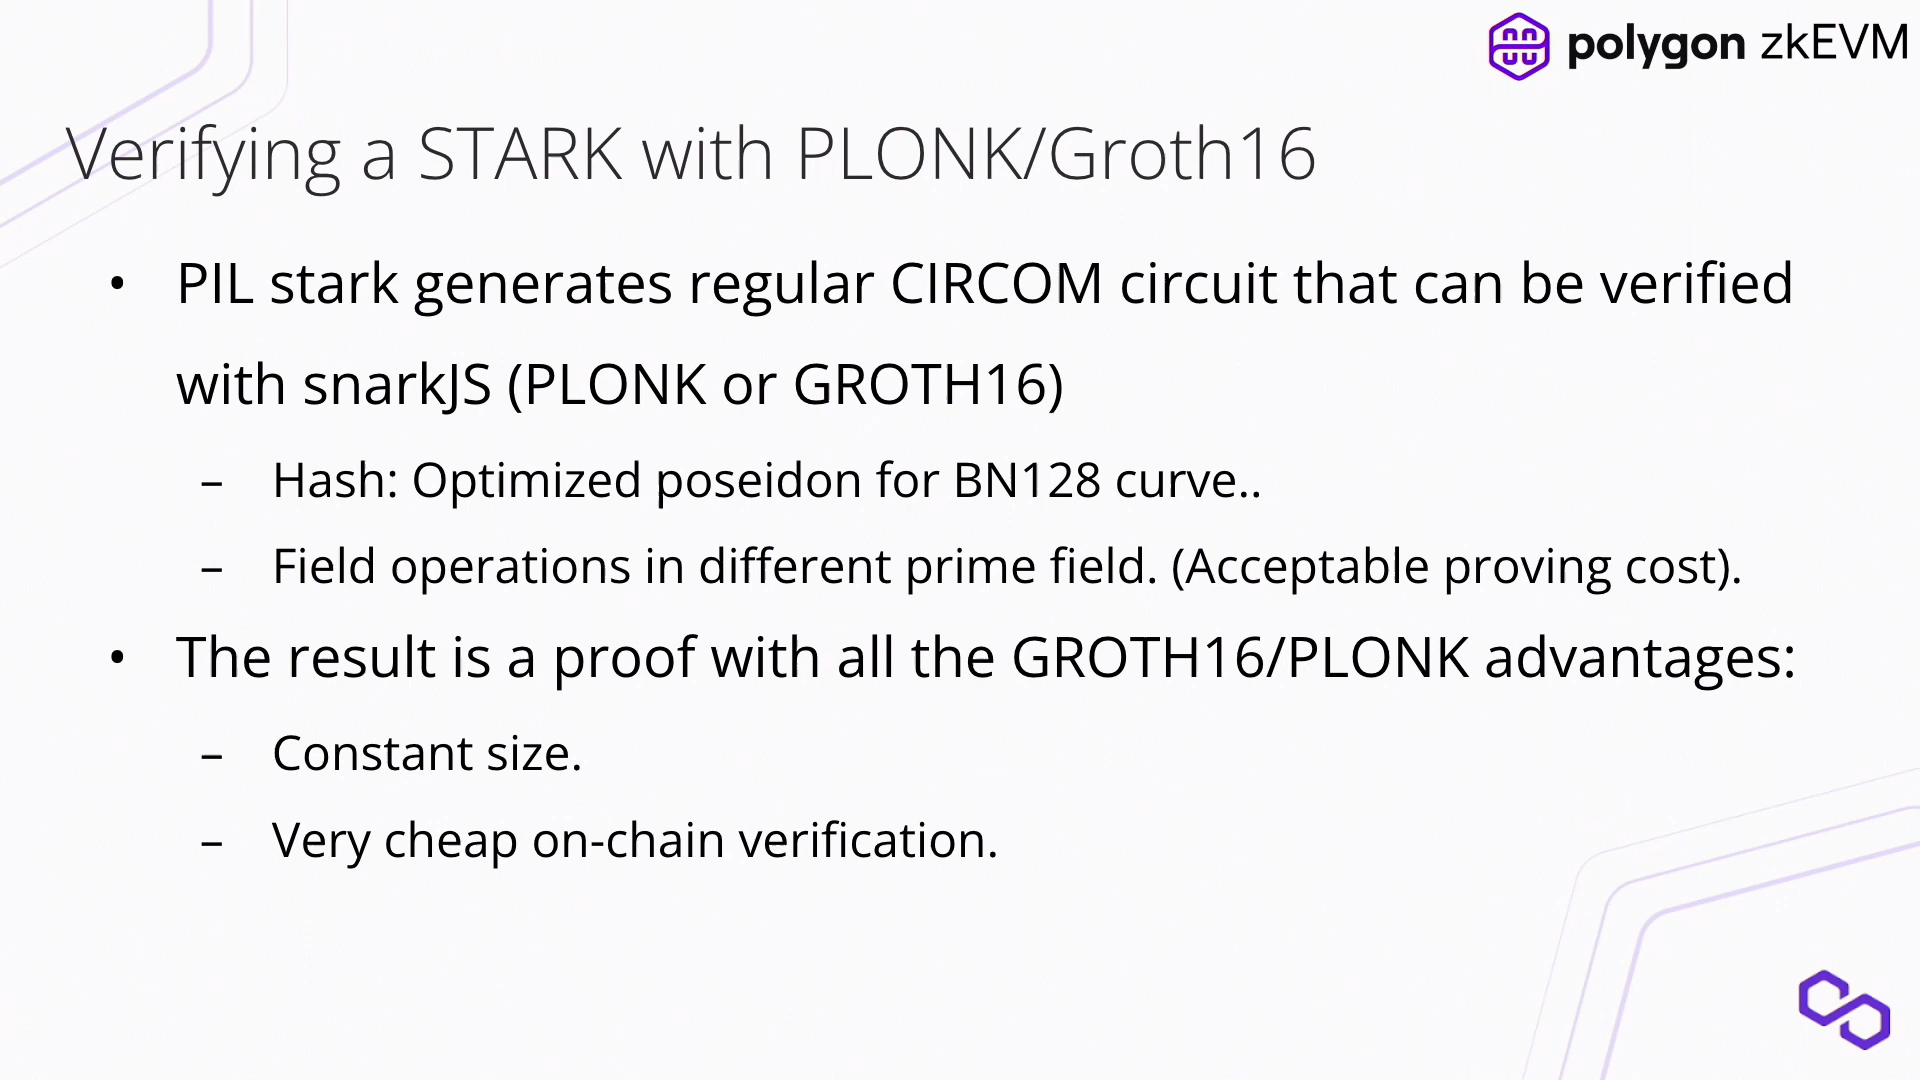 polygon zkEVM
Verifying a STARK with PLONK/Groth16
• PIL stark generates regular CIRCOM circuit that can be verified
with snarkJS (PLONK or GROTH16)
– Hash: Optimized poseidon for BN128 curve..
– Field operations in different prime field. (Acceptable proving cost).
• The result is a proof with all the GROTH16/PLONK advantages:
– Constant size.
– Very cheap on-chain verification.